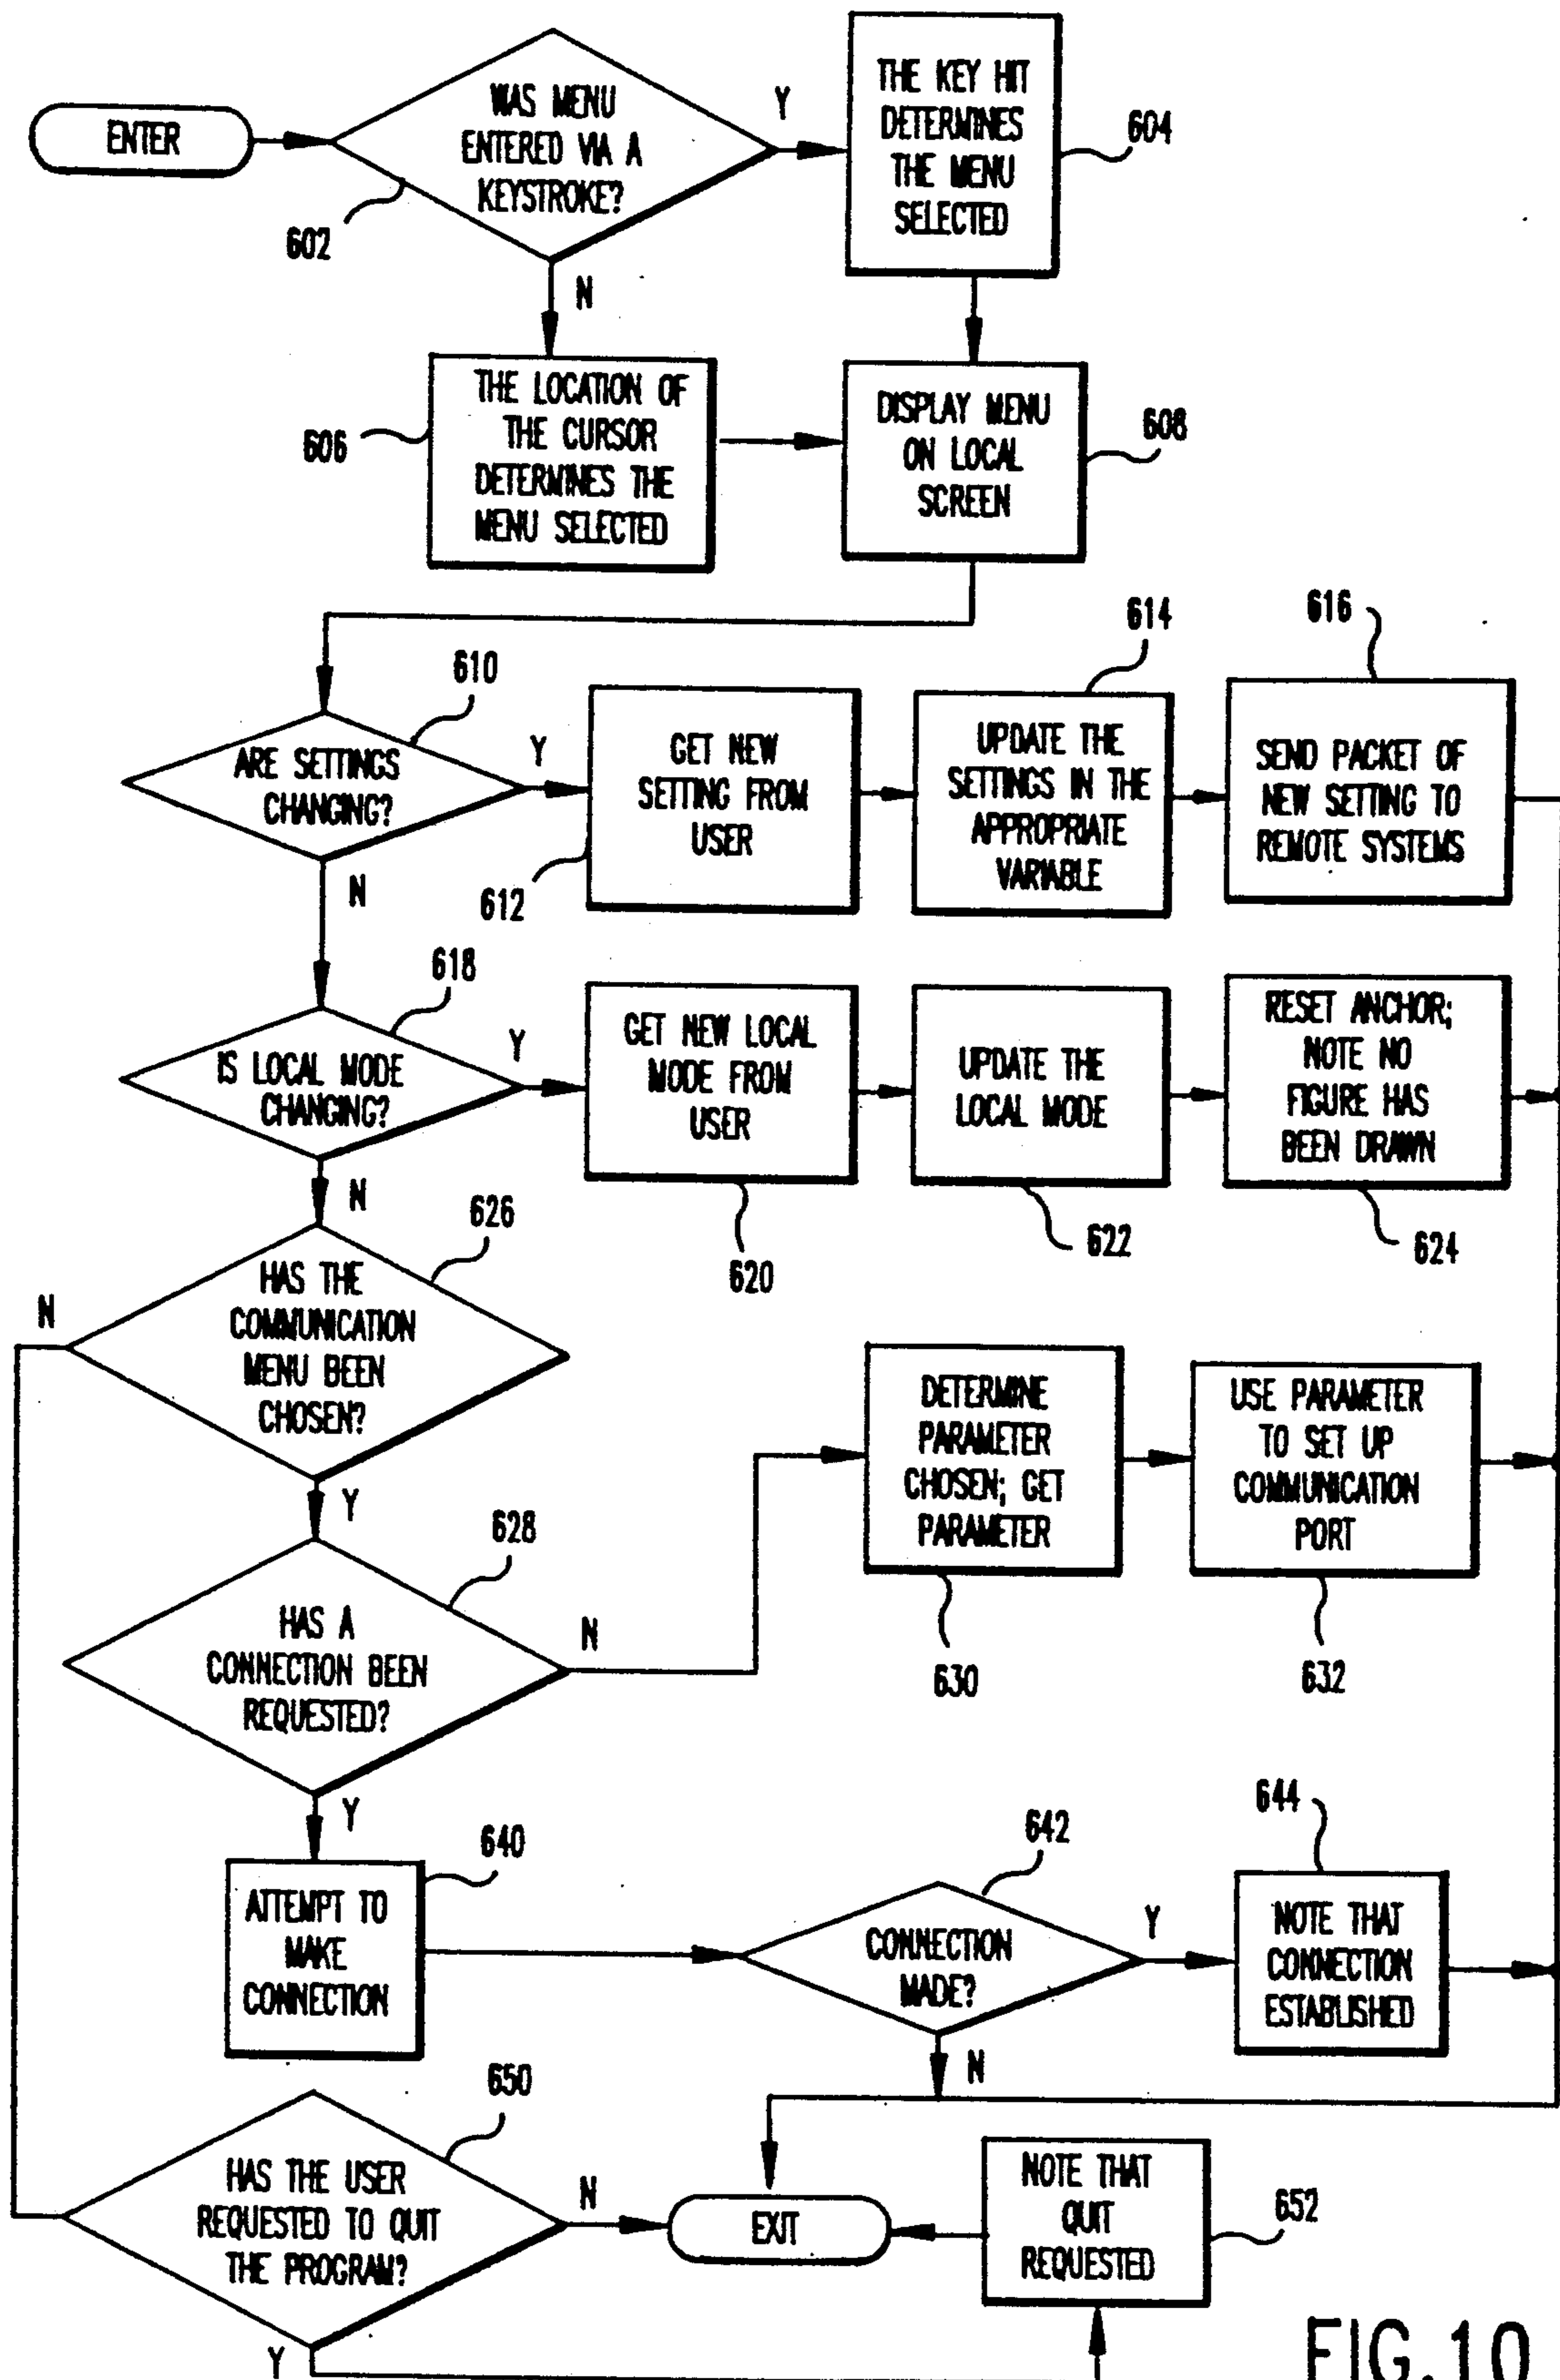 ENTER
WAS MENU
ENTERED VIA A
KEYSTROKE?
602
Y
N
THE KEY HIT
DETERMINES
THE MENU
SELECTED
604
THE LOCATION OF
THE CURSOR
DETERMINES THE
MENU SELECTED
606
DISPLAY MENU
ON LOCAL
SCREEN
608
ARE SETTINGS
CHANGING?
610
Y
N
GET NEW
SETTING FROM
USER
612
UPDATE THE
SETTINGS IN THE
APPROPRIATE
VARIABLE
614
SEND PACKET OF
NEW SETTING TO
REMOTE SYSTEMS
616
IS LOCAL MODE
CHANGING?
618
Y
N
GET NEW LOCAL
MODE FROM
USER
620
UPDATE THE
LOCAL MODE
622
RESET ANCHOR;
NOTE NO
FIGURE HAS
BEEN DRAWN
624
HAS THE
COMMUNICATION
MENU BEEN
CHOSEN?
626
N
Y
HAS A
CONNECTION BEEN
REQUESTED?
628
N
Y
DETERMINE
PARAMETER
CHOSEN; GET
PARAMETER
630
USE PARAMETER
TO SET UP
COMMUNICATION
PORT
632
ATTEMPT TO
MAKE
CONNECTION
640
CONNECTION
MADE?
642
Y
N
NOTE THAT
CONNECTION
ESTABLISHED
644
HAS THE USER
REQUESTED TO QUIT
THE PROGRAM?
650
N
Y
EXIT
NOTE THAT
QUIT
REQUESTED
652
FIG.10